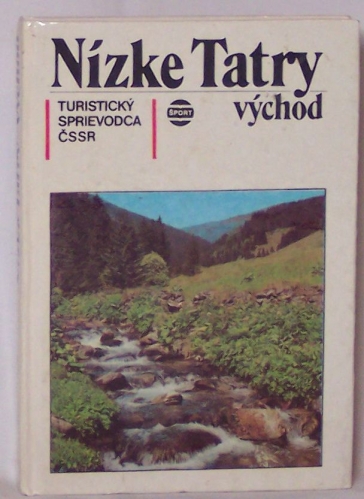 Nízke Tatry
východ
TURISTICKÝ
SPRIEVODCA
ČSSR
ŠPORT